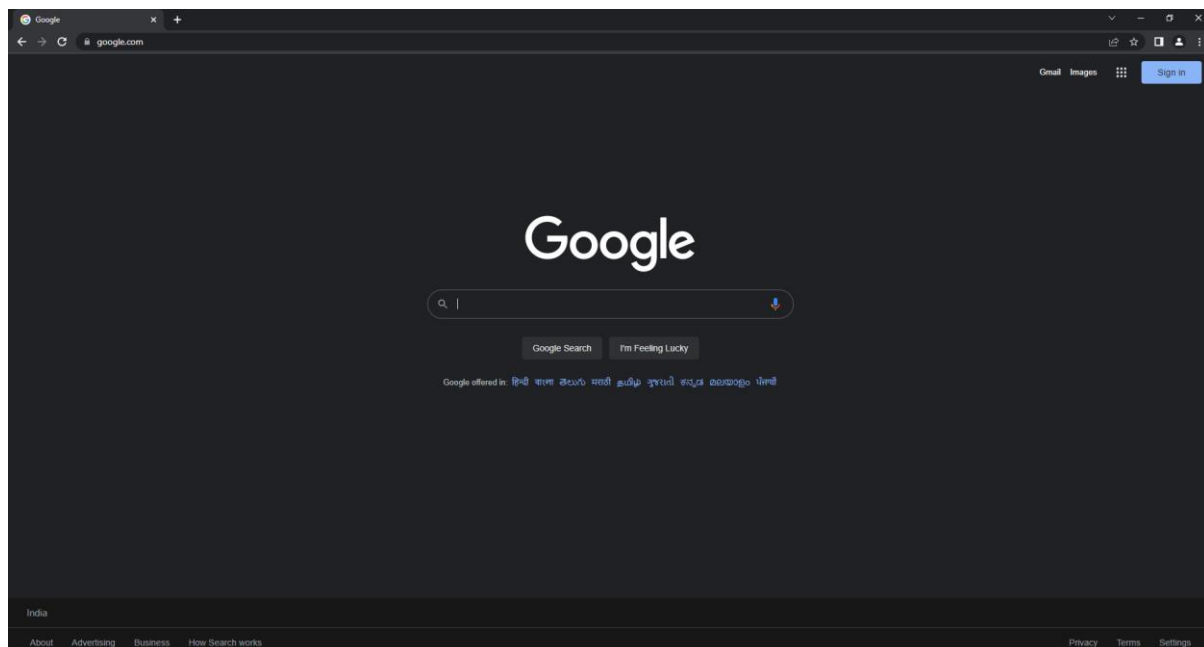 Google
google.com
Gmail Images Sign in
Google
Google Search I'm Feeling Lucky
Google offered in: हिन्दी বাংলা తెలుగు मराठी தமிழ் ગુજરાતી ಕನ್ನಡ മലയാളം ਪੰਜਾਬੀ
India
About Advertising Business How Search works Privacy Terms Settings